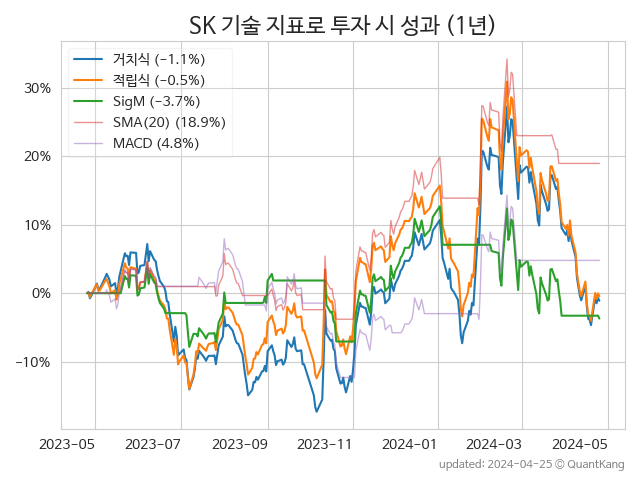 SK 기술 지표로 투자 시 성과 (1년)
거치식 (−1.1%)
적립식 (−0.5%)
SigM (−3.7%)
SMA(20) (18.9%)
MACD (4.8%)
30%
20%
10%
0%
−10%
2023-05 2023-07 2023-09 2023-11 2024-01 2024-03 2024-05
updated: 2024-04-25 © QuantKang